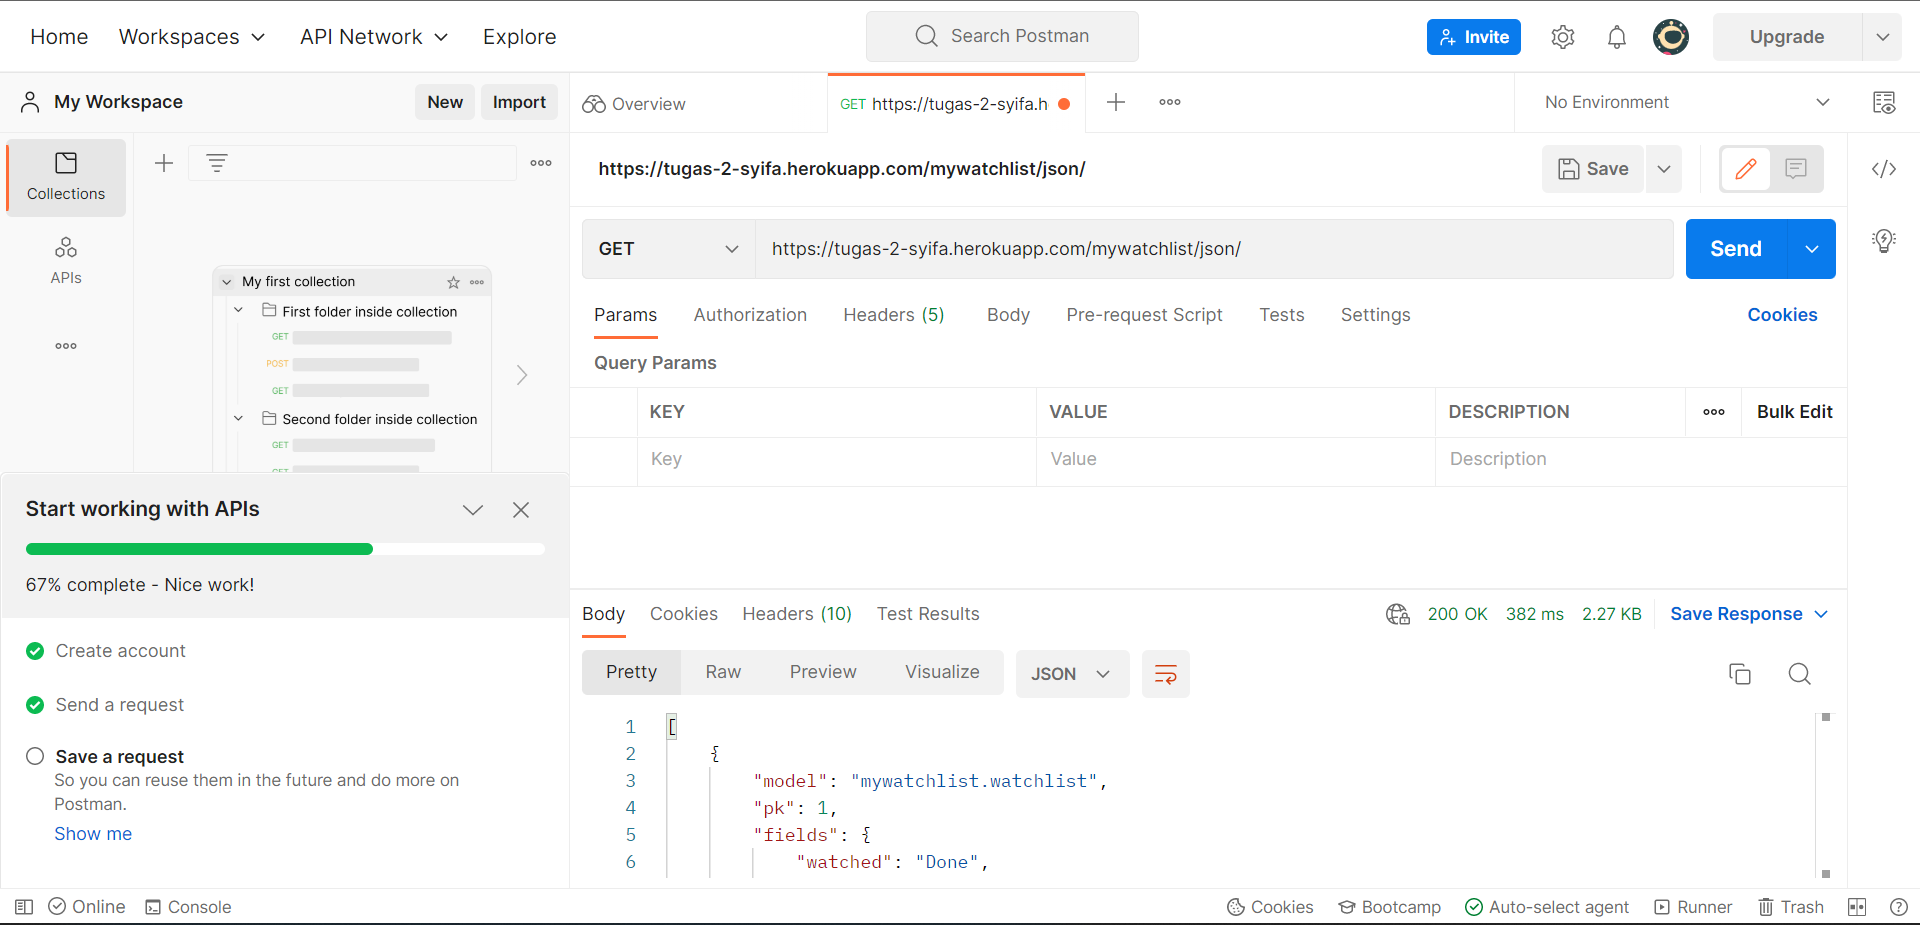 Home Workspaces API Network Explore Search Postman Invite Upgrade
My Workspace New Import Overview GET https://tugas-2-syifa.h No Environment
Collections
APIs
My first collection
First folder inside collection
GET
POST
GET
Second folder inside collection
GET
GET
Start working with APIs
67% complete - Nice work!
Create account
Send a request
Save a request
So you can reuse them in the future and do more on
Postman.
Show me
https://tugas-2-syifa.herokuapp.com/mywatchlist/json/ Save
GET https://tugas-2-syifa.herokuapp.com/mywatchlist/json/ Send
Params Authorization Headers (5) Body Pre-request Script Tests Settings Cookies
Query Params
KEY VALUE DESCRIPTION Bulk Edit
Key Value Description
Body Cookies Headers (10) Test Results 200 OK 382 ms 2.27 KB Save Response
Pretty Raw Preview Visualize JSON
1 [
2 {
3 "model": "mywatchlist.watchlist",
4 "pk": 1,
5 "fields": {
6 "watched": "Done",
Online Console Cookies Bootcamp Auto-select agent Runner Trash